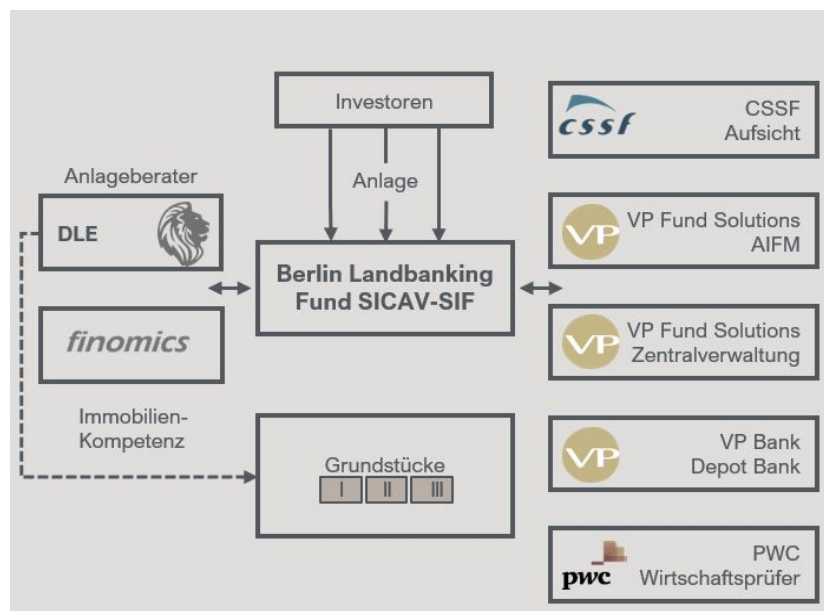 Investoren
Anlage
Anlageberater
DLE
finomics
Immobilien-
Kompetenz
Berlin Landbanking
Fund SICAV-SIF
Grundstücke
I II III
cssf
CSSF
Aufsicht
VP
VP Fund Solutions
AIFM
VP
VP Fund Solutions
Zentralverwaltung
VP
VP Bank
Depot Bank
pwc
PWC
Wirtschaftsprüfer